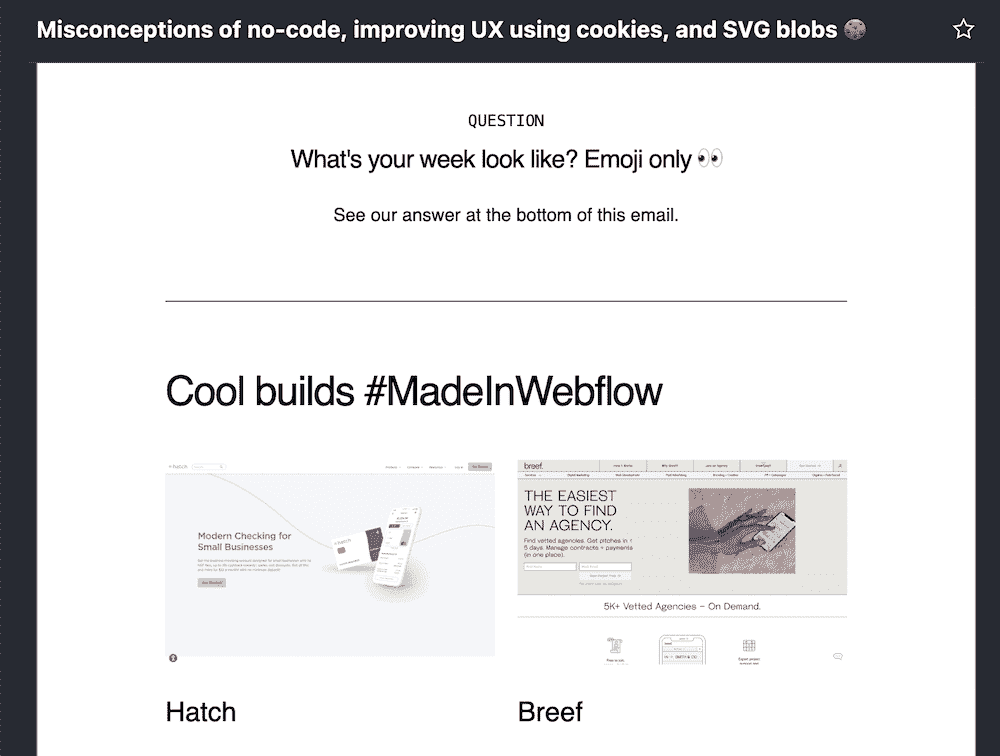 Misconceptions of no-code, improving UX using cookies, and SVG blobs
QUESTION
What's your week look like? Emoji only 👀
See our answer at the bottom of this email.
Cool builds #MadeInWebflow
hatch
Modern Checking for
Small Businesses
breef.
THE EASIEST
WAY TO FIND
AN AGENCY.
Find vetted agencies. Get pitches in
5 days. Manage contracts + payments
(in one place).
5K+ Vetted Agencies – On Demand.
Hatch
Breef